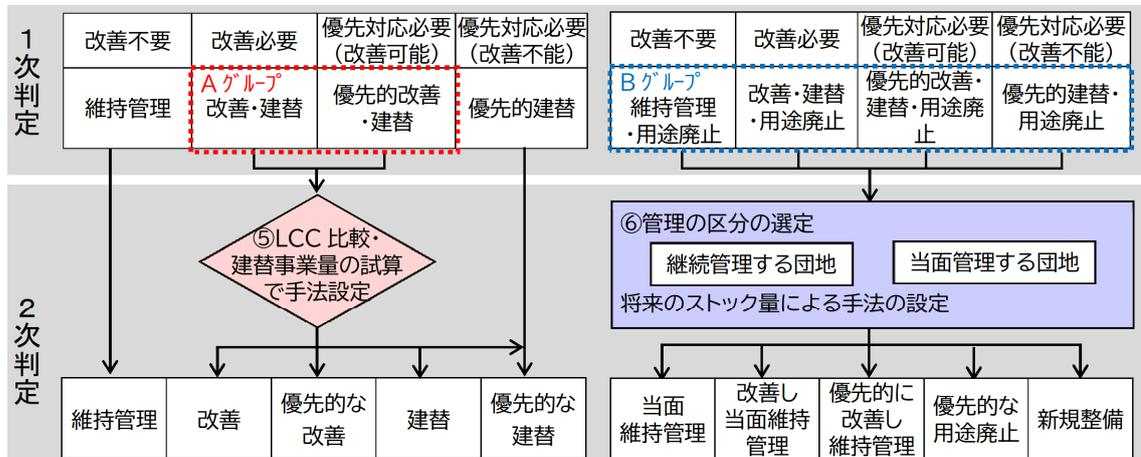 1次判定
改善不要
改善必要
優先対応必要
(改善可能)
優先対応必要
(改善不能)
維持管理
Aグループ
改善・建替
優先的改善
・建替
優先的建替
改善不要
改善必要
優先対応必要
(改善可能)
優先対応必要
(改善不能)
Bグループ
維持管理
・用途廃止
改善・建替
・用途廃止
優先的改善・
建替・用途廃
止
優先的建替・
用途廃止
2次判定
⑤LCC 比較・
建替事業量の試算
で手法設定
⑥管理の区分の選定
継続管理する団地
当面管理する団地
将来のストック量による手法の設定
維持管理
改善
優先的な
改善
建替
優先的な
建替
当面
維持管理
改善し
当面維持
管理
優先的に
改善し
維持管理
優先的な
用途廃止
新規整備